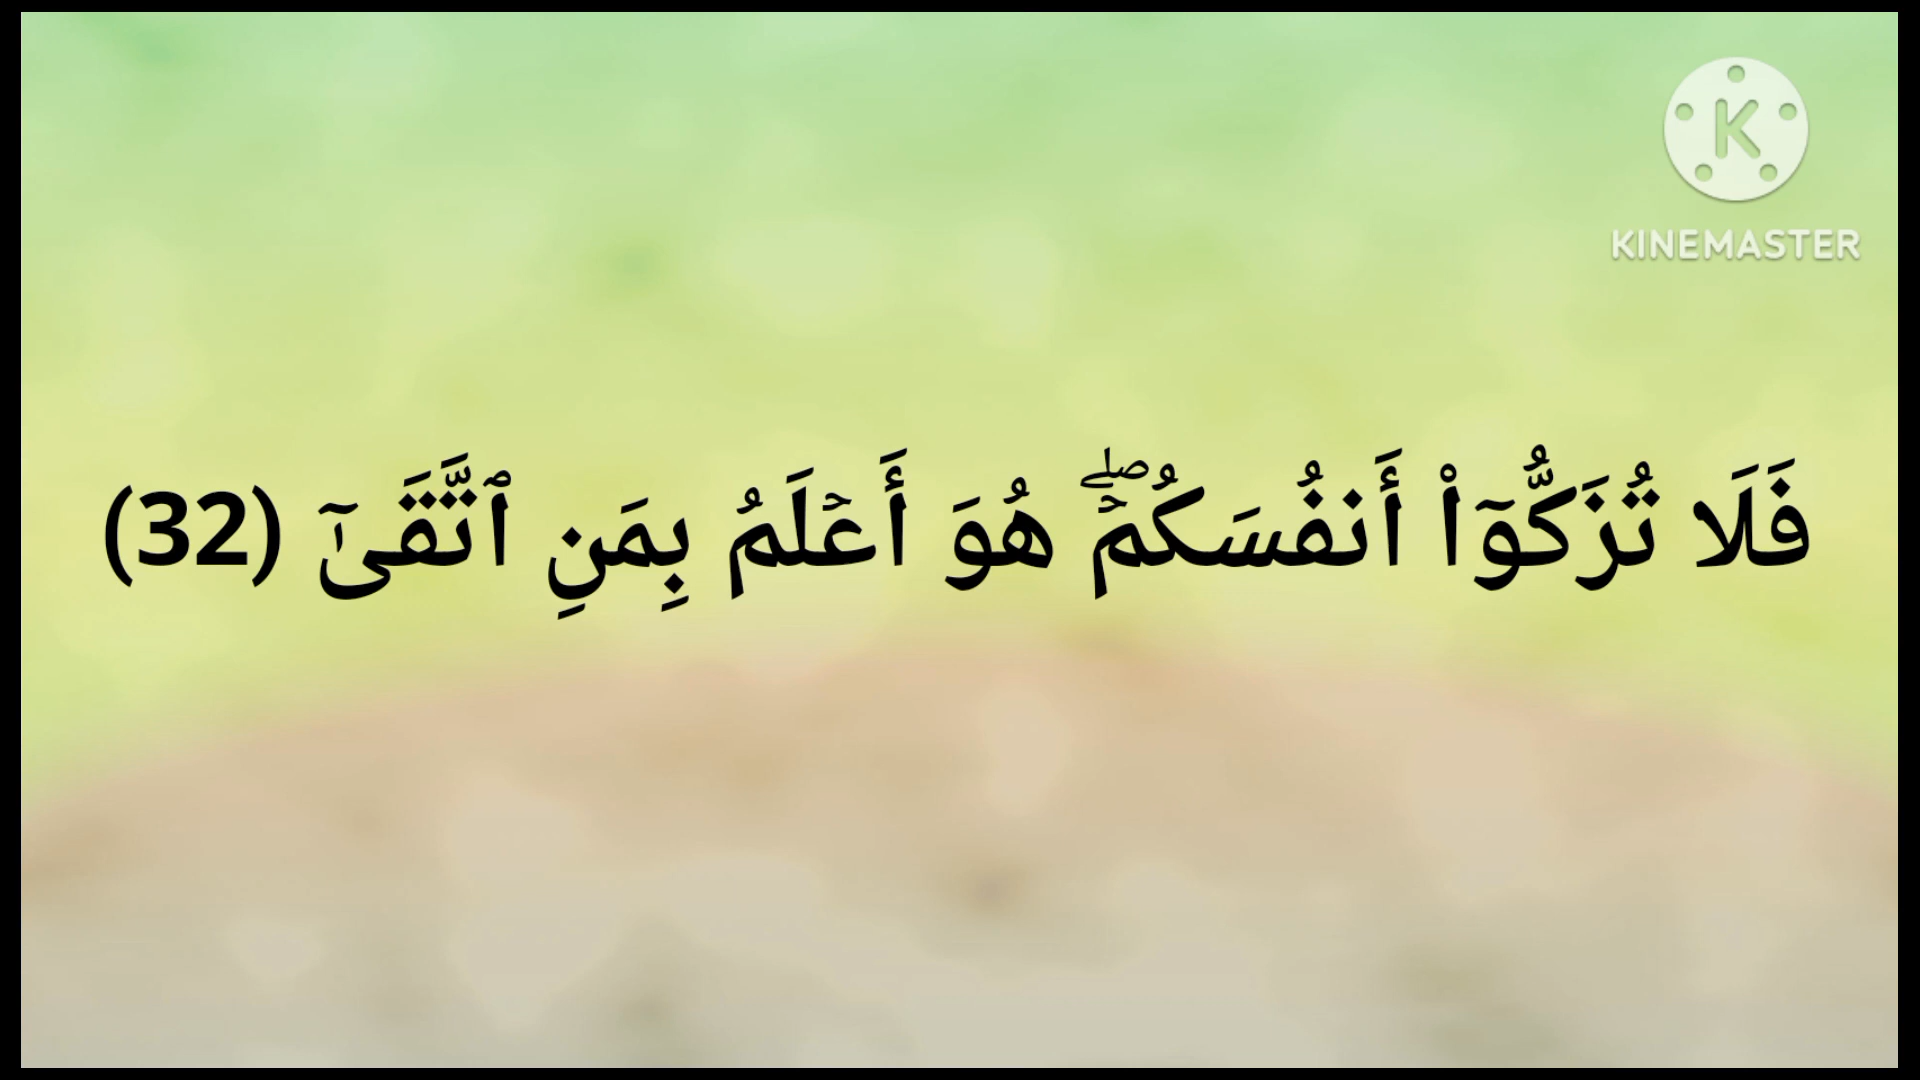 KINEMASTER
فَلَا تُزَكُّوٓا۟ أَنفُسَكُمۡۖ هُوَ أَعۡلَمُ بِمَنِ ٱتَّقَىٰٓ (32)